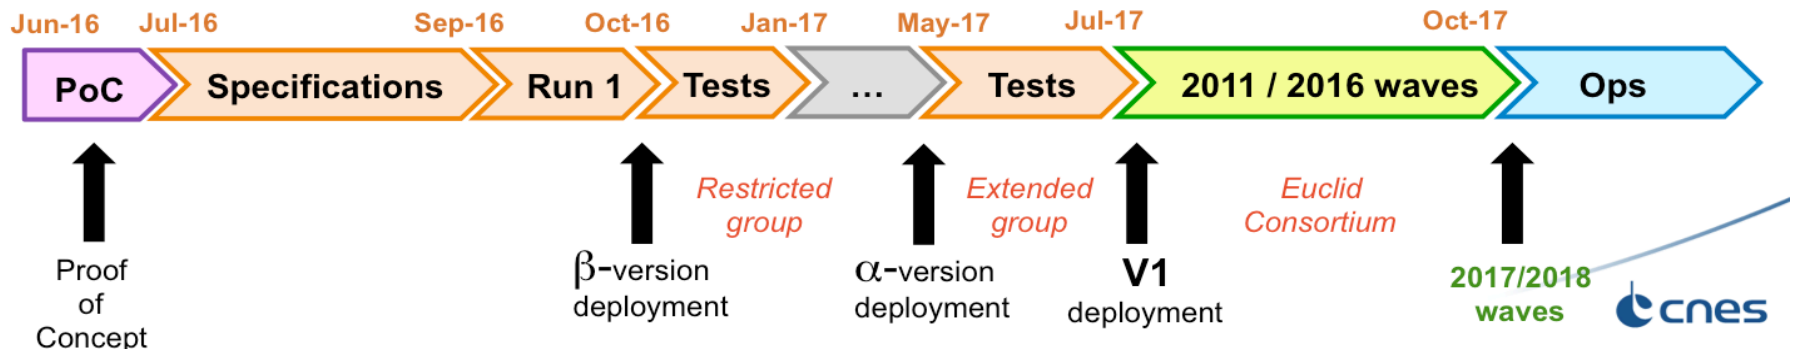 Jun-16 Jul-16 Sep-16 Oct-16 Jan-17 May-17 Jul-17 Oct-17
PoC Specifications Run 1 Tests ... Tests 2011 / 2016 waves Ops
Restricted
group
Extended
group
Euclid
Consortium
Proof
of
Concept
β-version
deployment
α-version
deployment
V1
deployment
2017/2018
waves
cnes